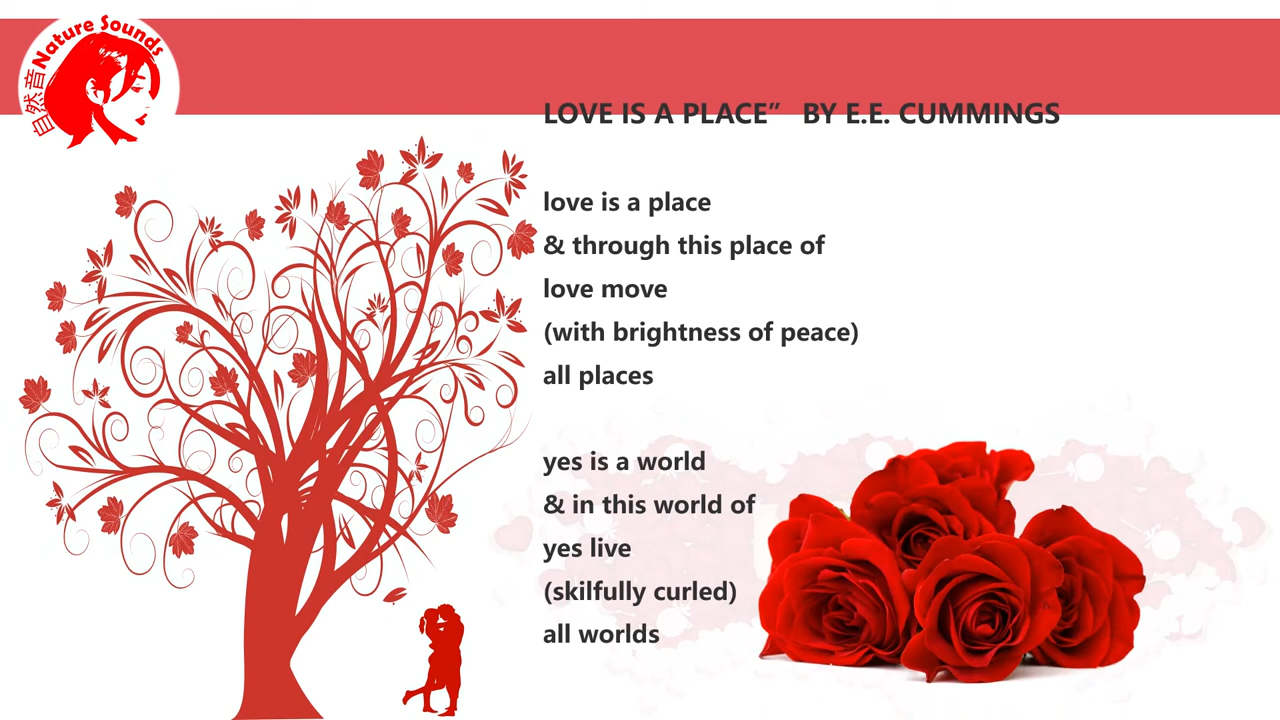 Nature Sounds
自然音
LOVE IS A PLACE” BY E.E. CUMMINGS
love is a place
& through this place of
love move
(with brightness of peace)
all places
yes is a world
& in this world of
yes live
(skilfully curled)
all worlds